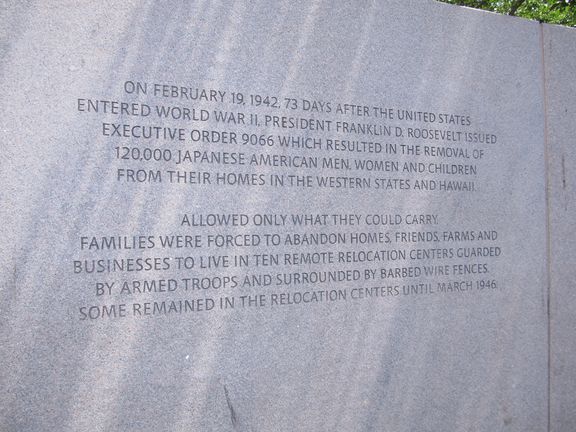 ON FEBRUARY 19, 1942, 73 DAYS AFTER THE UNITED STATES
ENTERED WORLD WAR II, PRESIDENT FRANKLIN D. ROOSEVELT ISSUED
EXECUTIVE ORDER 9066 WHICH RESULTED IN THE REMOVAL OF
120,000 JAPANESE AMERICAN MEN, WOMEN AND CHILDREN
FROM THEIR HOMES IN THE WESTERN STATES AND HAWAII.
ALLOWED ONLY WHAT THEY COULD CARRY,
FAMILIES WERE FORCED TO ABANDON HOMES, FRIENDS, FARMS AND
BUSINESSES TO LIVE IN TEN REMOTE RELOCATION CENTERS GUARDED
BY ARMED TROOPS AND SURROUNDED BY BARBED WIRE FENCES.
SOME REMAINED IN THE RELOCATION CENTERS UNTIL MARCH 1946.